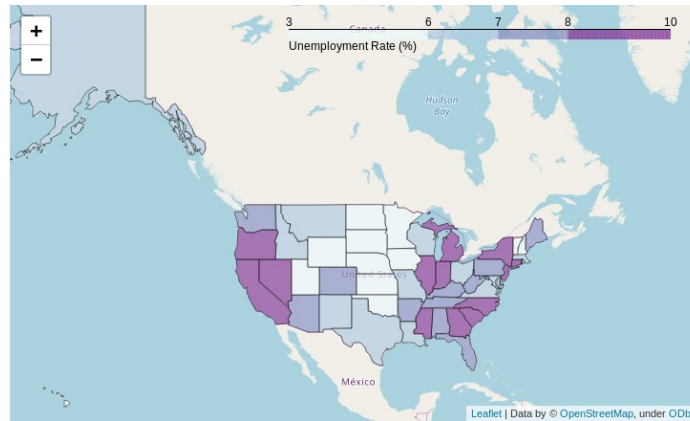 +
−
3 6 7 8 10
Canada
Unemployment Rate (%)
Hudson
Bay
United States
México
Leaflet | Data by © OpenStreetMap, under ODb